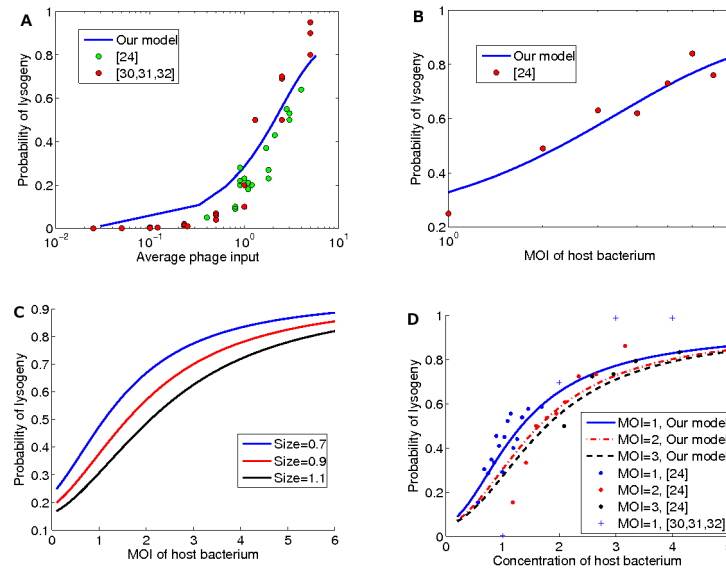 A
1
0.8
0.6
0.4
0.2
0
Probability of lysogeny
Our model
[24]
[30,31,32]
10⁻²
10⁻¹
10⁰
10¹
Average phage input
B
1
0.8
0.6
0.4
0.2
Probability of lysogeny
Our model
[24]
10⁰
MOI of host bacterium
C
0.9
0.8
0.7
0.6
0.5
0.4
0.3
0.2
0.1
Probability of lysogeny
Size=0.7
Size=0.9
Size=1.1
0 1 2 3 4 5 6
MOI of host bacterium
D
1
0.8
0.6
0.4
0.2
0
Probability of lysogeny
MOI=1, Our model
MOI=2, Our model
MOI=3, Our model
MOI=1, [24]
MOI=2, [24]
MOI=3, [24]
MOI=1, [30,31,32]
0 1 2 3 4 5
Concentration of host bacterium